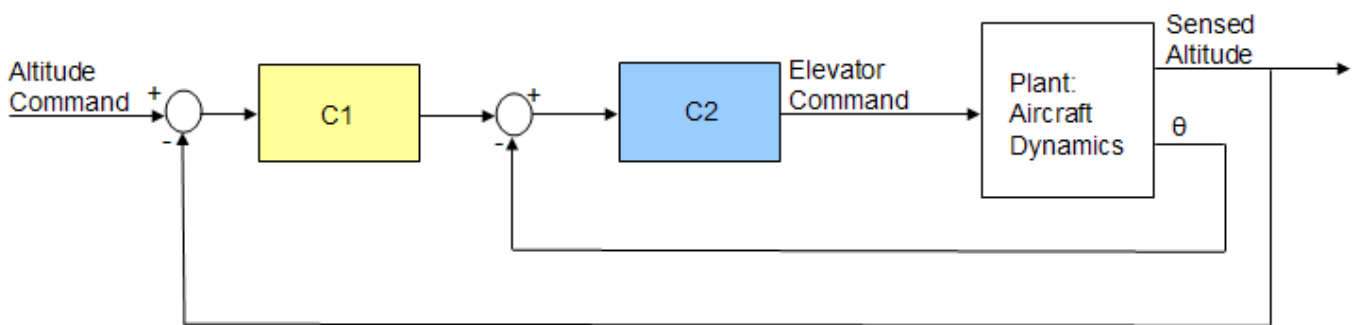 Altitude
Command
+
-
C1
+
-
C2
Elevator
Command
Plant:
Aircraft
Dynamics
Sensed
Altitude
θ